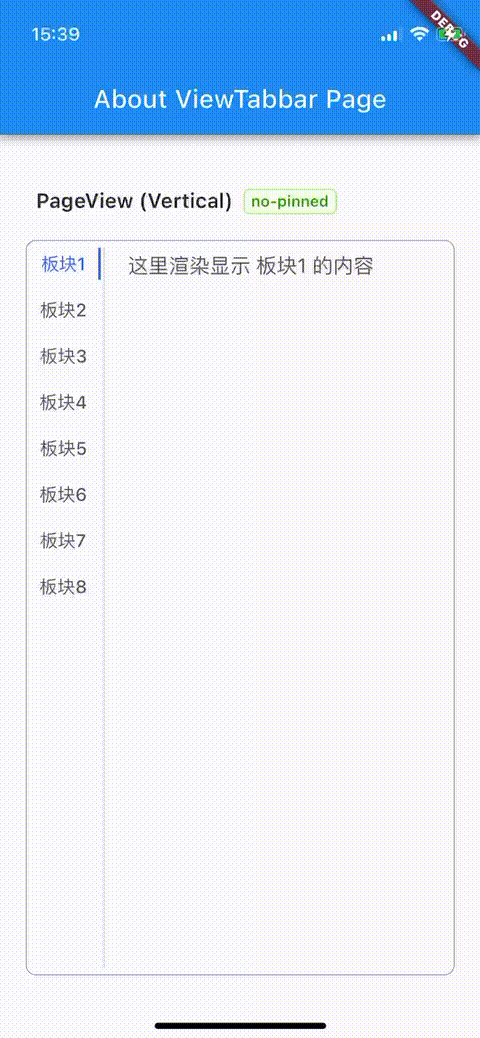 15:39
DEBUG
About ViewTabbar Page
PageView (Vertical) no-pinned
板块1
这里渲染显示 板块1 的内容
板块2
板块3
板块4
板块5
板块6
板块7
板块8